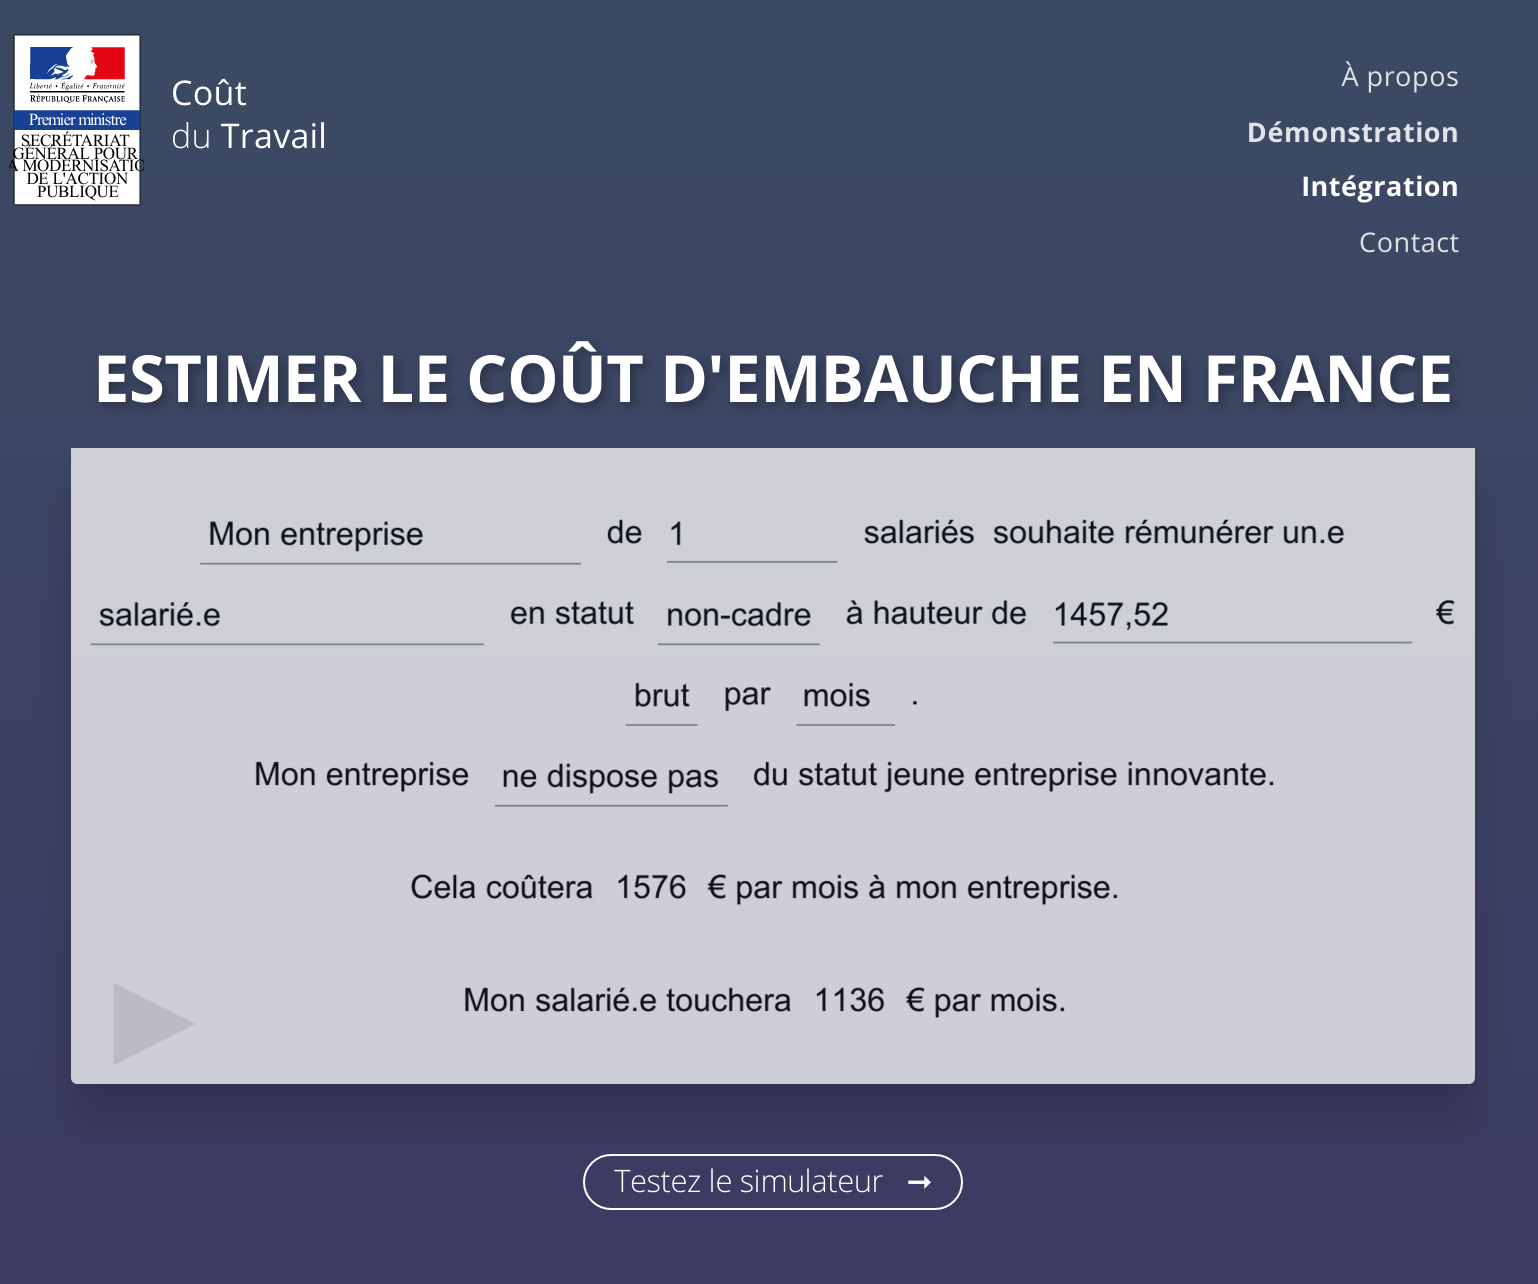 Liberté • Égalité • Fraternité
RÉPUBLIQUE FRANÇAISE
Premier ministre
SECRÉTARIAT
GÉNÉRAL POUR
A MODERNISATIO
DE L'ACTION
PUBLIQUE
Coût
du Travail
À propos
Démonstration
Intégration
Contact
ESTIMER LE COÛT D'EMBAUCHE EN FRANCE
Mon entreprise de 1 salariés souhaite rémunérer un.e
salarié.e en statut non-cadre à hauteur de 1457,52 €
brut par mois .
Mon entreprise ne dispose pas du statut jeune entreprise innovante.
Cela coûtera 1576 € par mois à mon entreprise.
Mon salarié.e touchera 1136 € par mois.
Testez le simulateur ➞